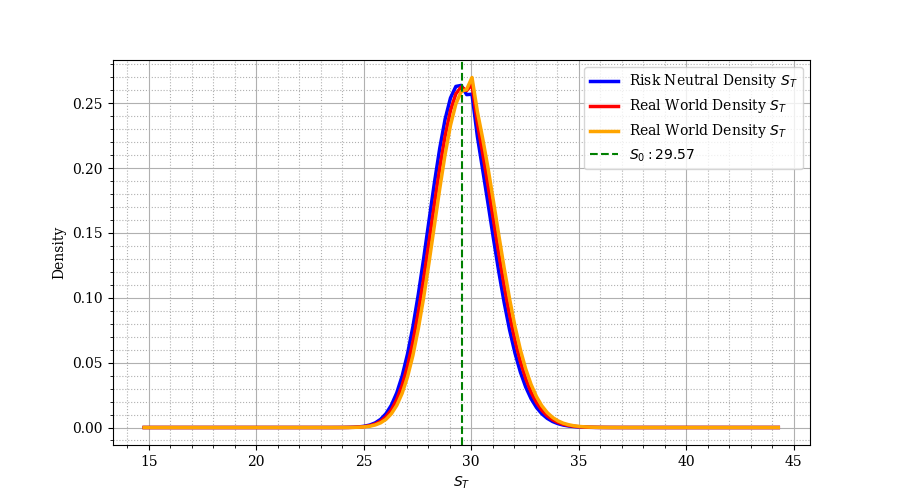 Density
0.25
0.20
0.15
0.10
0.05
0.00
Risk Neutral Density S_T
Real World Density S_T
Real World Density S_T
S_0 : 29.57
15 20 25 30 35 40 45
S_T